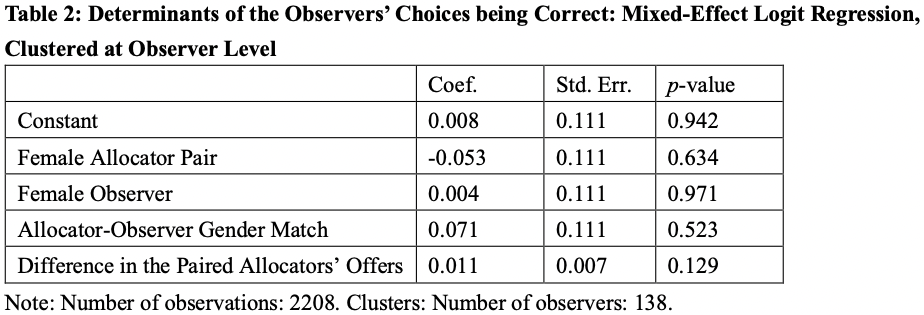 Table 2: Determinants of the Observers' Choices being Correct: Mixed-Effect Logit Regression,
Clustered at Observer Level
Coef. Std. Err. p-value
Constant 0.008 0.111 0.942
Female Allocator Pair -0.053 0.111 0.634
Female Observer 0.004 0.111 0.971
Allocator-Observer Gender Match 0.071 0.111 0.523
Difference in the Paired Allocators' Offers 0.011 0.007 0.129
Note: Number of observations: 2208. Clusters: Number of observers: 138.